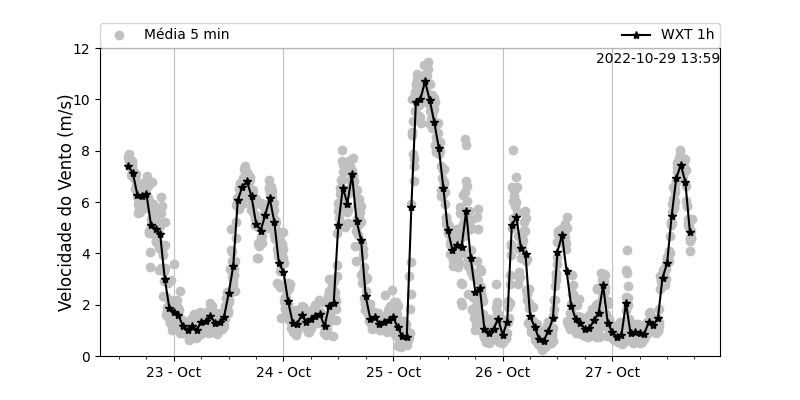 Média 5 min
WXT 1h
2022-10-29 13:59
Velocidade do Vento (m/s)
12
10
8
6
4
2
0
23 - Oct
24 - Oct
25 - Oct
26 - Oct
27 - Oct